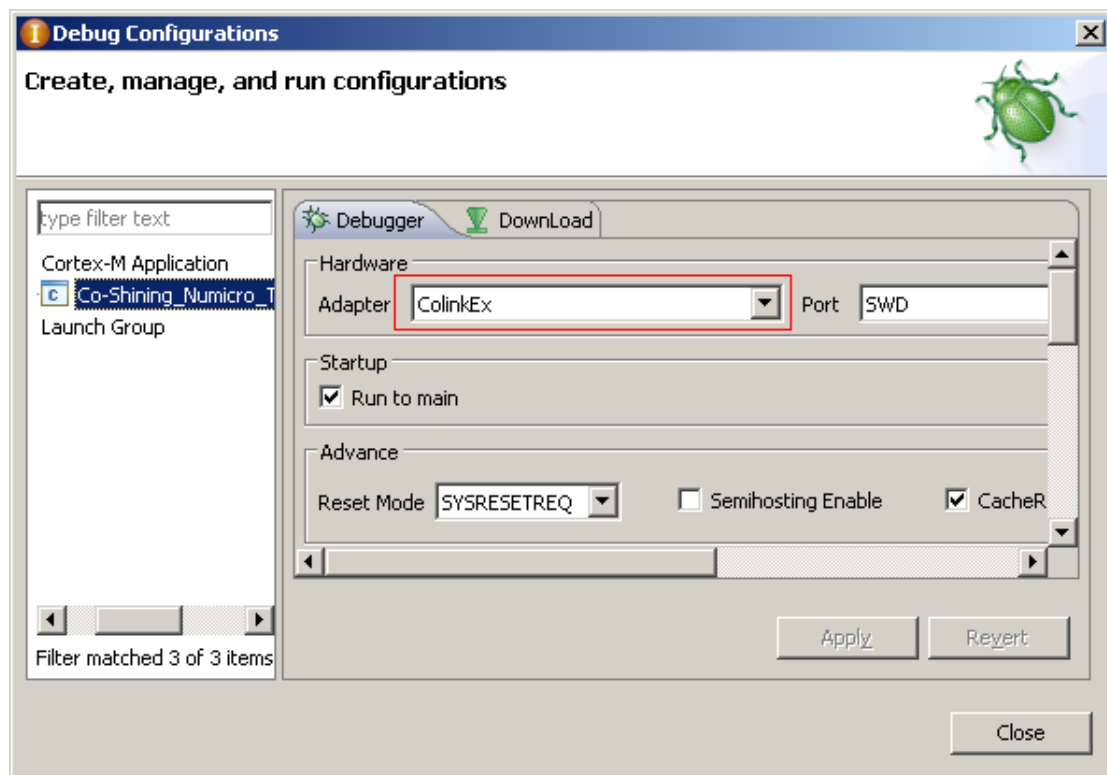 Debug Configurations
Create, manage, and run configurations
type filter text
Cortex-M Application
Co-Shining_Numicro_T
Launch Group
Filter matched 3 of 3 items
Debugger DownLoad
Hardware
Adapter ColinkEx Port SWD
Startup
Run to main
Advance
Reset Mode SYSRESETREQ Semihosting Enable CacheR
Apply Revert
Close